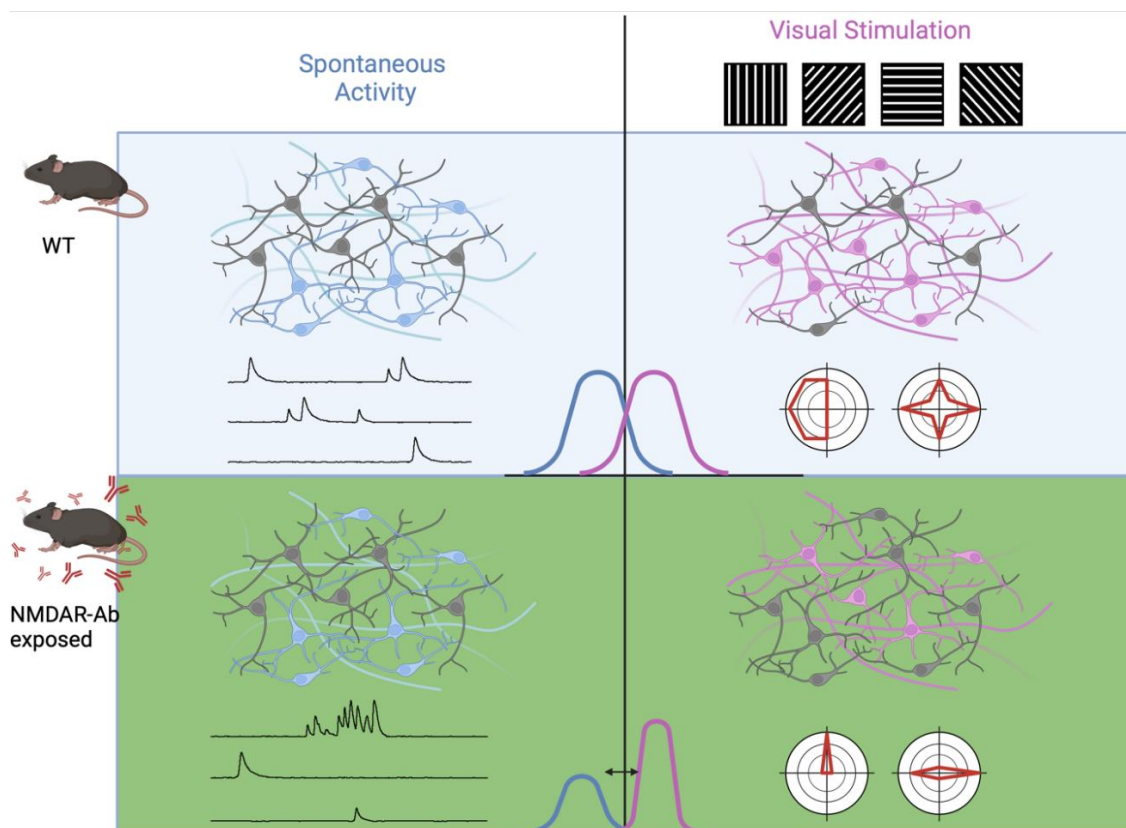 Visual Stimulation
Spontaneous
Activity
WT
NMDAR-Ab
exposed